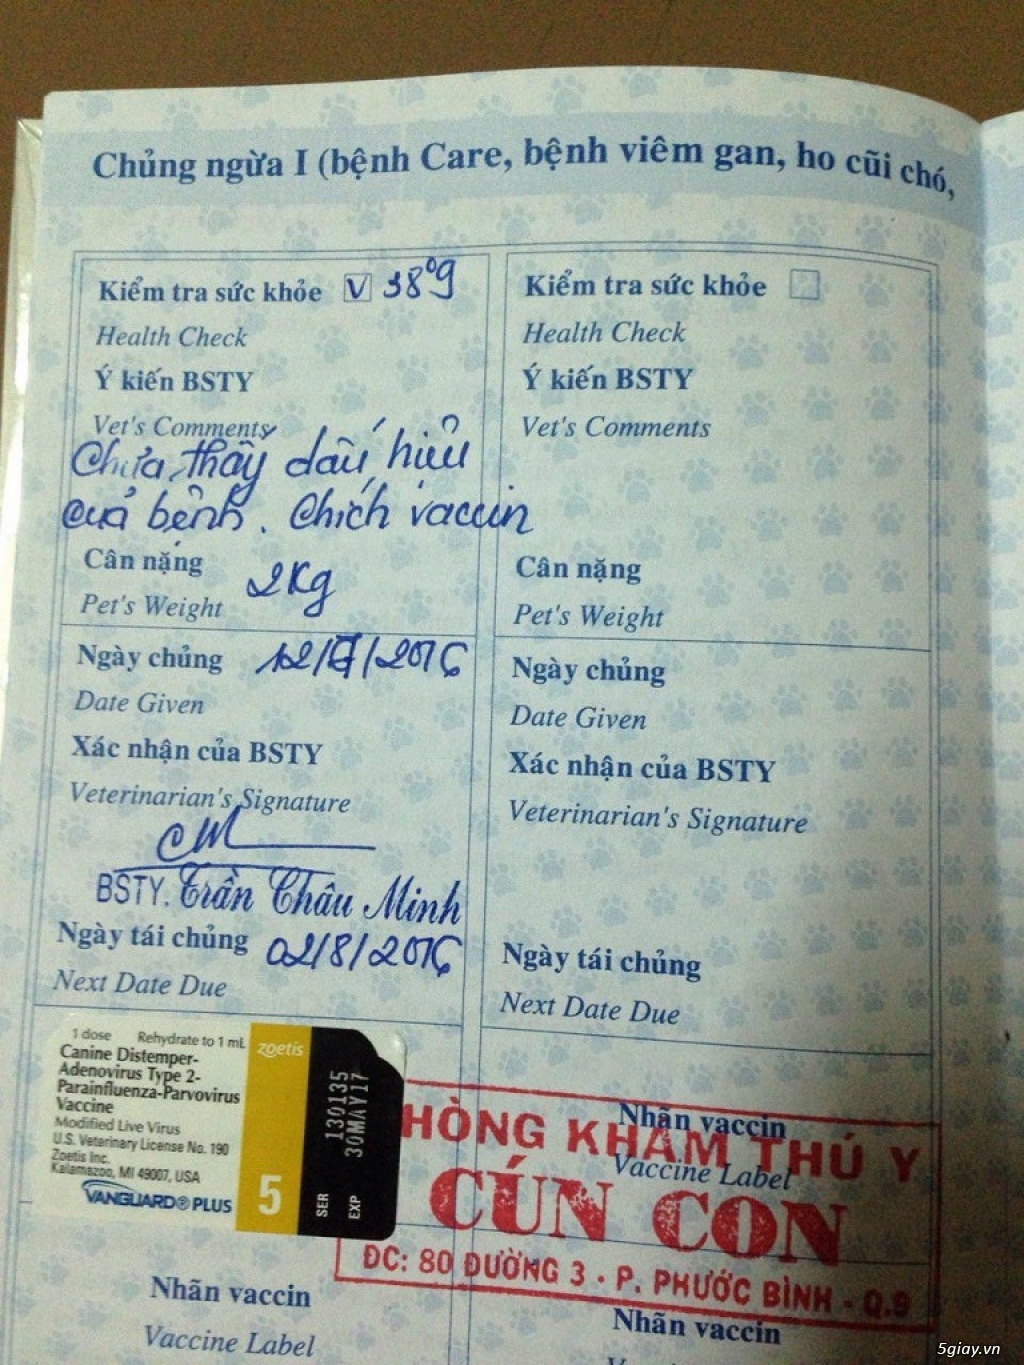 Chủng ngừa I (bệnh Care, bệnh viêm gan, ho cũi chó,
Kiểm tra sức khỏe V 38°9
Health Check
Ý kiến BSTY
Vet's Comments
Chưa thấy dấu hiệu
của bệnh. Chích vaccin
Cân nặng 2Kg
Pet's Weight
Ngày chủng 12/7/2016
Date Given
Xác nhận của BSTY
Veterinarian's Signature
BSTY. Trần Châu Minh
Ngày tái chủng 02/8/2016
Next Date Due
1 dose Rehydrate to 1 mL
Canine Distemper-
Adenovirus Type 2-
Parainfluenza-Parvovirus
Vaccine
Modified Live Virus
U.S. Veterinary License No. 190
Zoetis Inc.
Kalamazoo, MI 49007, USA
VANGUARD® PLUS
zoetis
5
SER 130135
EXP 30MAY17
Nhãn vaccin
Vaccine Label
Kiểm tra sức khỏe
Health Check
Ý kiến BSTY
Vet's Comments
Cân nặng
Pet's Weight
Ngày chủng
Date Given
Xác nhận của BSTY
Veterinarian's Signature
Ngày tái chủng
Next Date Due
Nhãn vaccin
Vaccine Label
HÒNG KHÁM THÚ Y
CÚN CON
ĐC: 80 ĐƯỜNG 3 - P. PHƯỚC BÌNH - Q.9
Nhãn vaccin
5giay.vn